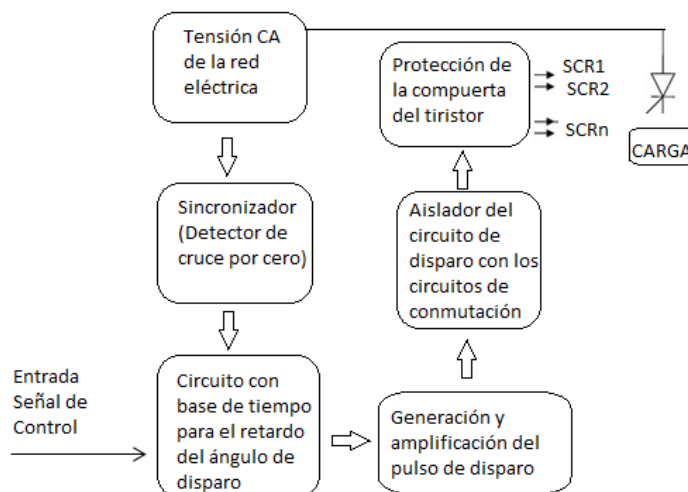 Tensión CA
de la red
eléctrica
Protección de
la compuerta
del tiristor
SCR1
SCR2
SCRn
CARGA
Sincronizador
(Detector de
cruce por cero)
Aislador del
circuito de
disparo con los
circuitos de
conmutación
Entrada
Señal de
Control
Circuito con
base de tiempo
para el retardo
del ángulo de
disparo
Generación y
amplificación del
pulso de disparo